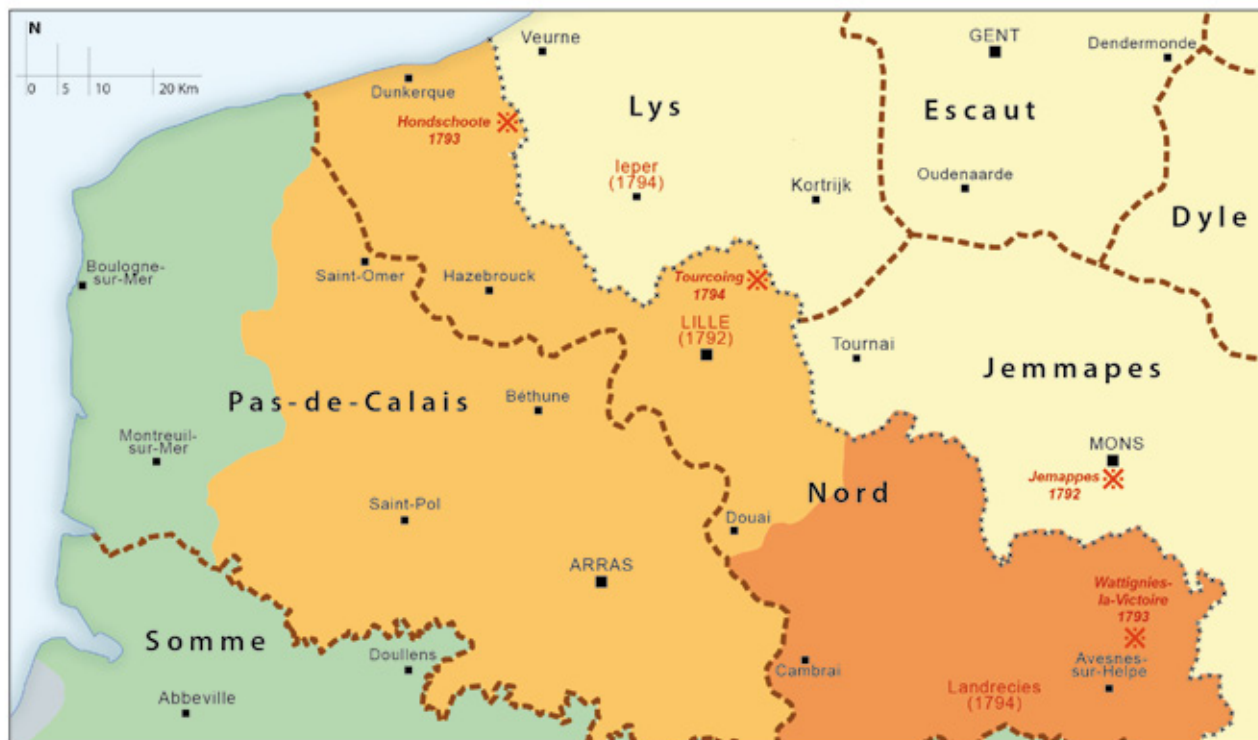 N
0 5 10 20 Km
Veurne
GENT
Dendermonde
Dunkerque
Lys
Escaut
Hondschoote
1793
Ieper
(1794)
Kortrijk
Oudenaarde
Dyle
Boulogne-
sur-Mer
Saint-Omer
Hazebrouck
Tourcoing
1794
LILLE
(1792)
Tournai
Jemmapes
Pas-de-Calais
Béthune
Montreuil-
sur-Mer
MONS
Jemappes
1792
Nord
Saint-Pol
Douai
ARRAS
Wattignies-
la-Victoire
1793
Somme
Doullens
Cambrai
Avesnes-
sur-Helpe
Abbeville
Landrecies
(1794)